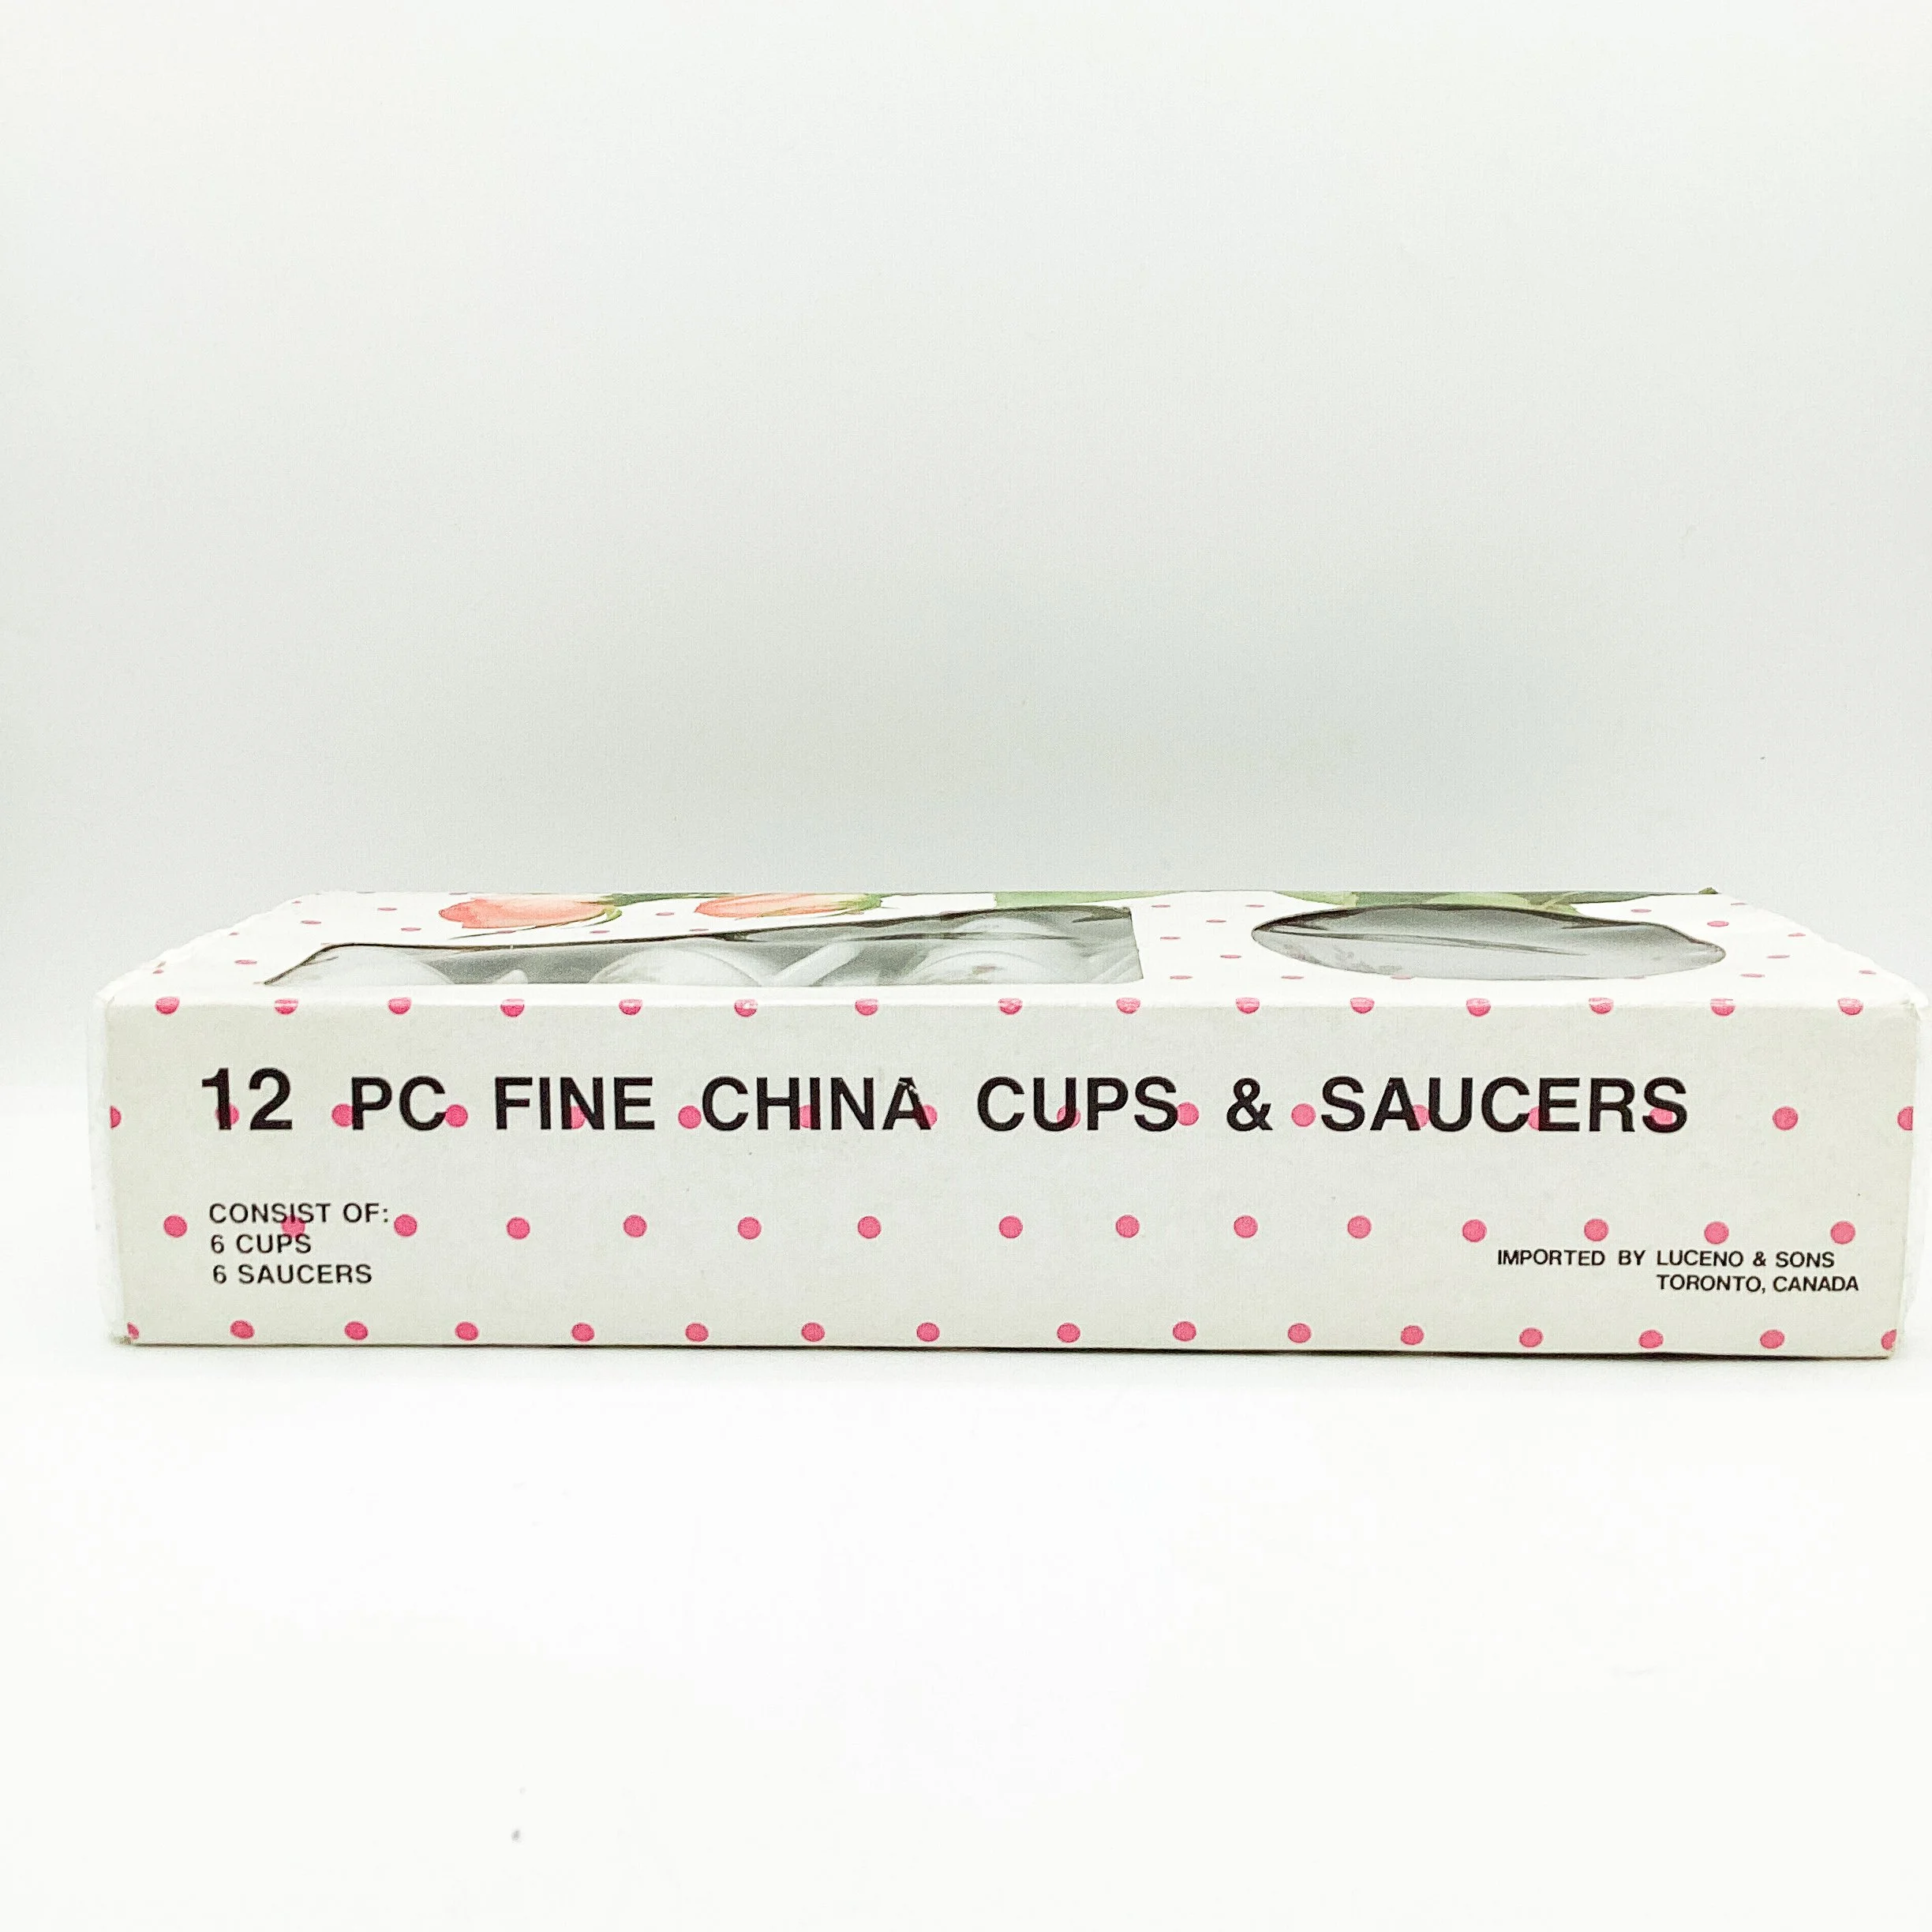 12 PC FINE CHINA CUPS & SAUCERS
CONSIST OF:
6 CUPS
6 SAUCERS
IMPORTED BY LUCENO & SONS
TORONTO, CANADA